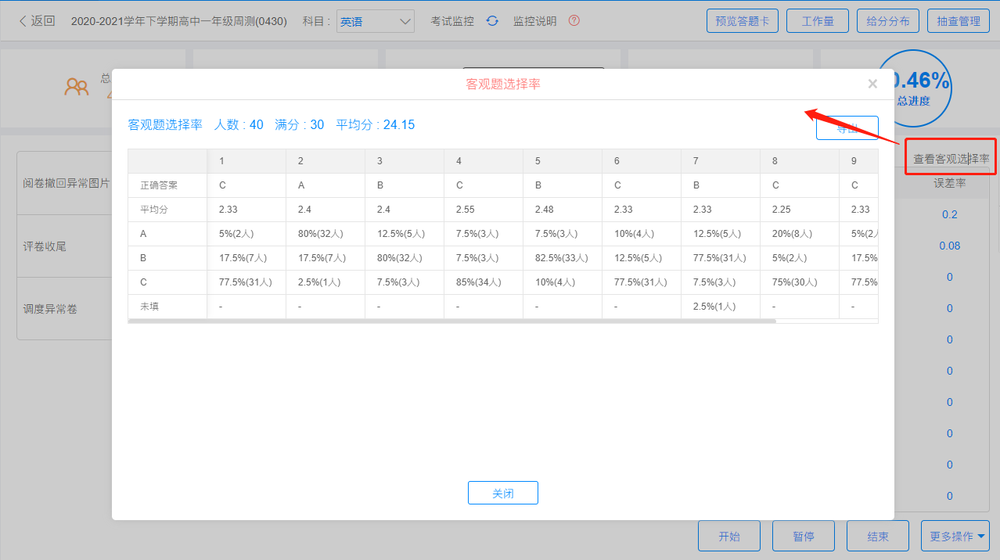 返回 2020-2021学年下学期高中一年级周测(0430) 科目 : 英语 考试监控 监控说明 预览答题卡 工作量 给分分布 抽查管理
总
0.46%
总进度
客观题选择率
客观题选择率 人数 : 40 满分 : 30 平均分 : 24.15 导出
查看客观选择率
1 2 3 4 5 6 7 8 9
正确答案 C A B C B C B C C
平均分 2.33 2.4 2.4 2.55 2.48 2.33 2.33 2.25 2.33
A 5%(2人) 80%(32人) 12.5%(5人) 7.5%(3人) 7.5%(3人) 10%(4人) 12.5%(5人) 20%(8人) 5%(2人
B 17.5%(7人) 17.5%(7人) 80%(32人) 7.5%(3人) 82.5%(33人) 12.5%(5人) 77.5%(31人) 5%(2人) 17.5%
C 77.5%(31人) 2.5%(1人) 7.5%(3人) 85%(34人) 10%(4人) 77.5%(31人) 7.5%(3人) 75%(30人) 77.5%
未填 - - - - - - 2.5%(1人) - -
阅卷撤回异常图片
评卷收尾
调度异常卷
误差率
0.2
0.08
0
0
0
0
0
0
0
0
关闭
开始 暂停 结束 更多操作